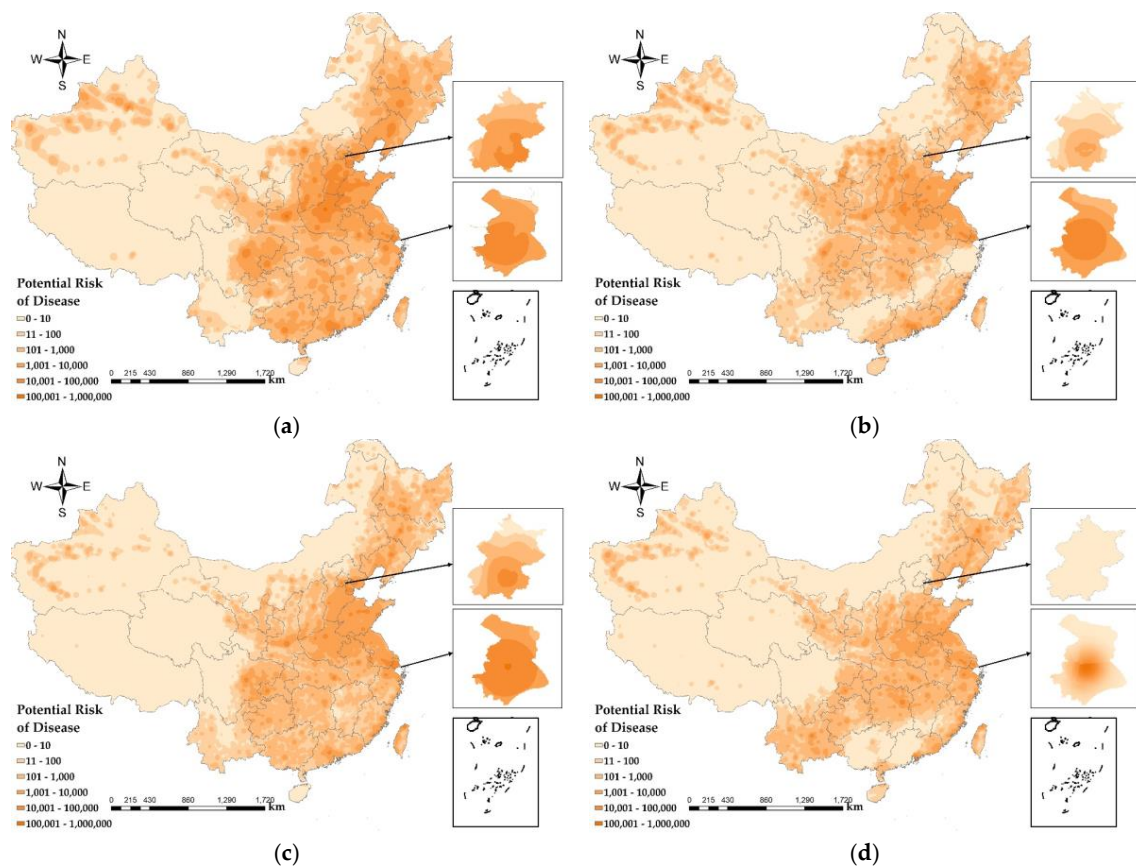 N
W E
S
Potential Risk
of Disease
0 - 10
11 - 100
101 - 1,000
1,001 - 10,000
10,001 - 100,000
100,001 - 1,000,000
0 215 430 860 1,290 1,720
km
(a)
N
W E
S
Potential Risk
of Disease
0 - 10
11 - 100
101 - 1,000
1,001 - 10,000
10,001 - 100,000
100,001 - 1,000,000
0 215 430 860 1,290 1,720
km
(b)
N
W E
S
Potential Risk
of Disease
0 - 10
11 - 100
101 - 1,000
1,001 - 10,000
10,001 - 100,000
100,001 - 1,000,000
0 215 430 860 1,290 1,720
km
(c)
N
W E
S
Potential Risk
of Disease
0 - 10
11 - 100
101 - 1,000
1,001 - 10,000
10,001 - 100,000
100,001 - 1,000,000
0 215 430 860 1,290 1,720
km
(d)